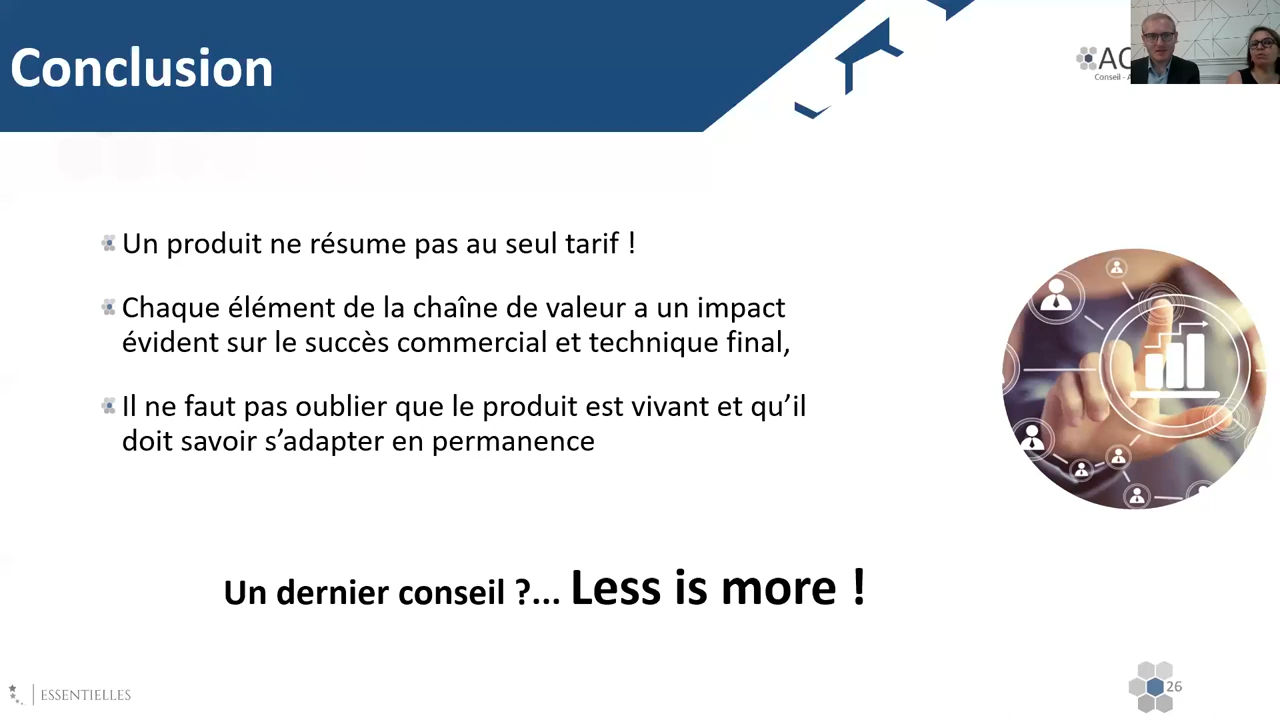 Conclusion
Un produit ne résume pas au seul tarif !
Chaque élément de la chaîne de valeur a un impact
évident sur le succès commercial et technique final,
Il ne faut pas oublier que le produit est vivant et qu’il
doit savoir s’adapter en permanence
Un dernier conseil ?... Less is more !
ESSENTIELLES
26